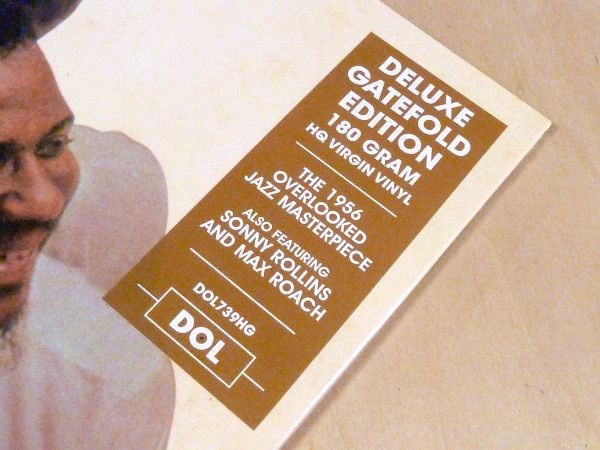 DELUXE
GATEFOLD
EDITION
180 GRAM
HQ VIRGIN VINYL
THE 1956
OVERLOOKED
JAZZ MASTERPIECE
ALSO FEATURING
SONNY ROLLINS
AND MAX ROACH
DOL739HG
DOL